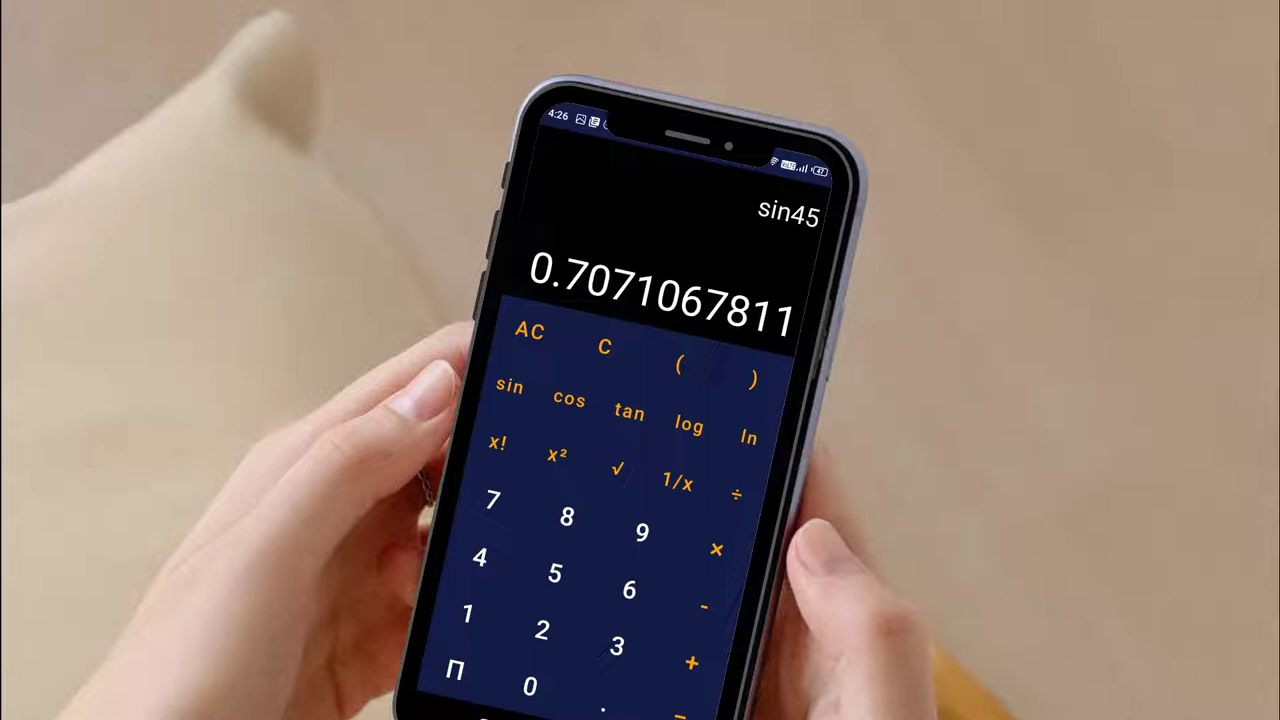 4:26
47
sin45
0.7071067811
AC C ( )
sin cos tan log ln
x! x² √ 1/x ÷
7 8 9 ×
4 5 6 -
1 2 3 +
Π 0 . =